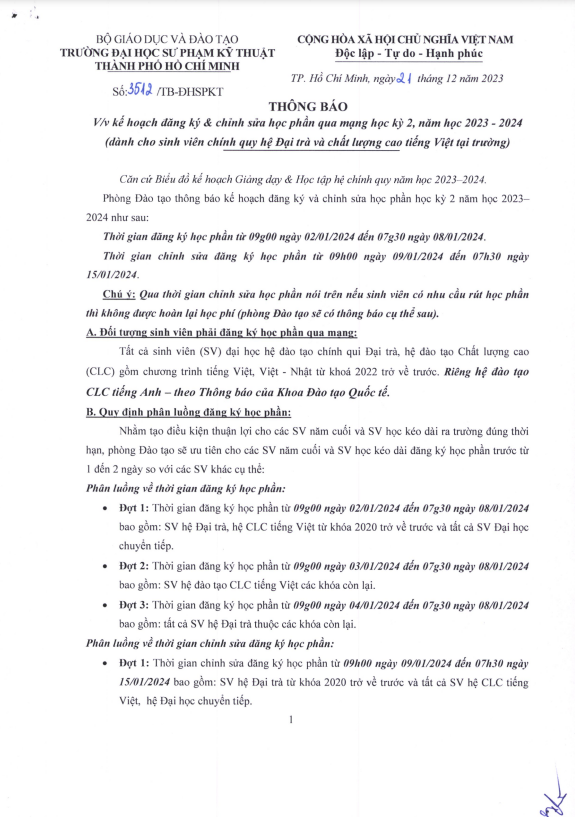 BỘ GIÁO DỤC VÀ ĐÀO TẠO
TRƯỜNG ĐẠI HỌC SƯ PHẠM KỸ THUẬT
THÀNH PHỐ HỒ CHÍ MINH
Số: 3512 /TB-ĐHSPKT
CỘNG HÒA XÃ HỘI CHỦ NGHĨA VIỆT NAM
Độc lập - Tự do - Hạnh phúc
TP. Hồ Chí Minh, ngày 21 tháng 12 năm 2023
THÔNG BÁO
V/v kế hoạch đăng ký & chỉnh sửa học phần qua mạng học kỳ 2, năm học 2023 - 2024
(dành cho sinh viên chính quy hệ Đại trà và chất lượng cao tiếng Việt tại trường)
Căn cứ Biểu đồ kế hoạch Giảng dạy & Học tập hệ chính quy năm học 2023–2024.
Phòng Đào tạo thông báo kế hoạch đăng ký và chỉnh sửa học phần học kỳ 2 năm học 2023–
2024 như sau:
Thời gian đăng ký học phần từ 09g00 ngày 02/01/2024 đến 07g30 ngày 08/01/2024.
Thời gian chỉnh sửa đăng ký học phần từ 09h00 ngày 09/01/2024 đến 07h30 ngày
15/01/2024.
Chú ý: Qua thời gian chỉnh sửa học phần nói trên nếu sinh viên có nhu cầu rút học phần
thì không được hoàn lại học phí (phòng Đào tạo sẽ có thông báo cụ thể sau).
A. Đối tượng sinh viên phải đăng ký học phần qua mạng:
Tất cả sinh viên (SV) đại học hệ đào tạo chính qui Đại trà, hệ đào tạo Chất lượng cao
(CLC) gồm chương trình tiếng Việt, Việt - Nhật từ khoá 2022 trở về trước. Riêng hệ đào tạo
CLC tiếng Anh – theo Thông báo của Khoa Đào tạo Quốc tế.
B. Quy định phân luồng đăng ký học phần:
Nhằm tạo điều kiện thuận lợi cho các SV năm cuối và SV học kéo dài ra trường đúng thời
hạn, phòng Đào tạo sẽ ưu tiên cho các SV năm cuối và SV học kéo dài đăng ký học phần trước từ
1 đến 2 ngày so với các SV khác cụ thể:
Phân luồng về thời gian đăng ký học phần:
• Đợt 1: Thời gian đăng ký học phần từ 09g00 ngày 02/01/2024 đến 07g30 ngày 08/01/2024
bao gồm: SV hệ Đại trà, hệ CLC tiếng Việt từ khóa 2020 trở về trước và tất cả SV Đại học
chuyển tiếp.
• Đợt 2: Thời gian đăng ký học phần từ 09g00 ngày 03/01/2024 đến 07g30 ngày 08/01/2024
bao gồm: SV hệ đào tạo CLC tiếng Việt các khóa còn lại.
• Đợt 3: Thời gian đăng ký học phần từ 09g00 ngày 04/01/2024 đến 07g30 ngày 08/01/2024
bao gồm: tất cả SV hệ Đại trà thuộc các khóa còn lại.
Phân luồng về thời gian chỉnh sửa đăng ký học phần:
• Đợt 1: Thời gian chỉnh sửa đăng ký học phần từ 09h00 ngày 09/01/2024 đến 07h30 ngày
15/01/2024 bao gồm: SV hệ Đại trà từ khóa 2020 trở về trước và tất cả SV hệ CLC tiếng
Việt, hệ Đại học chuyển tiếp.
1